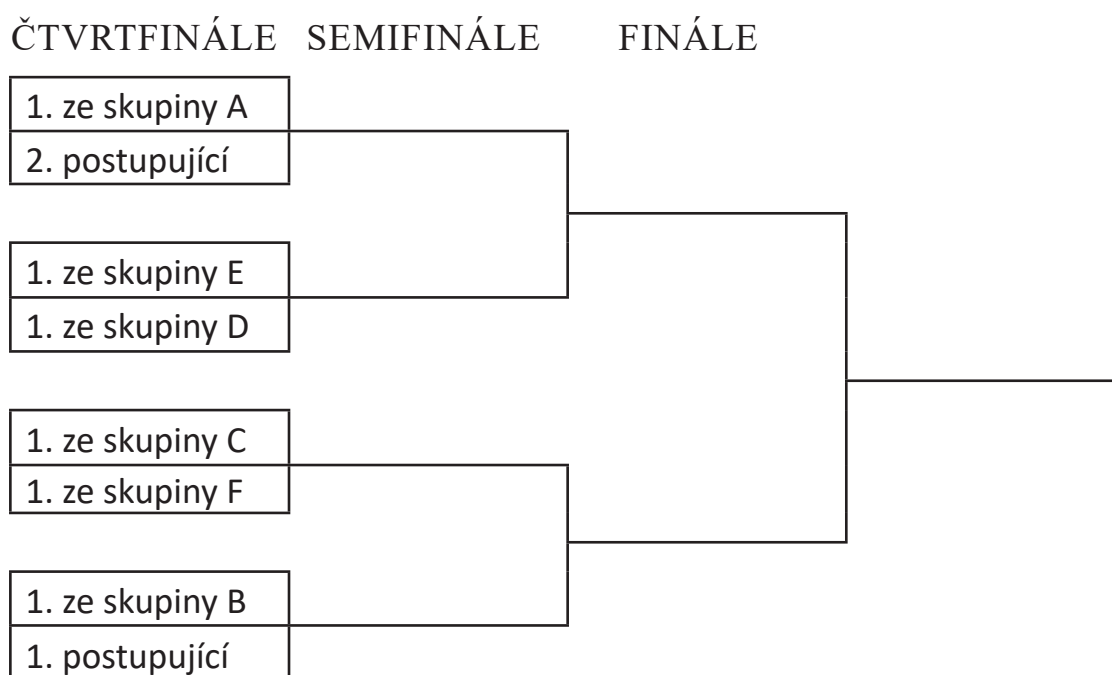 ČTVRTFINÁLE SEMIFINÁLE FINÁLE
1. ze skupiny A
2. postupující
1. ze skupiny E
1. ze skupiny D
1. ze skupiny C
1. ze skupiny F
1. ze skupiny B
1. postupující